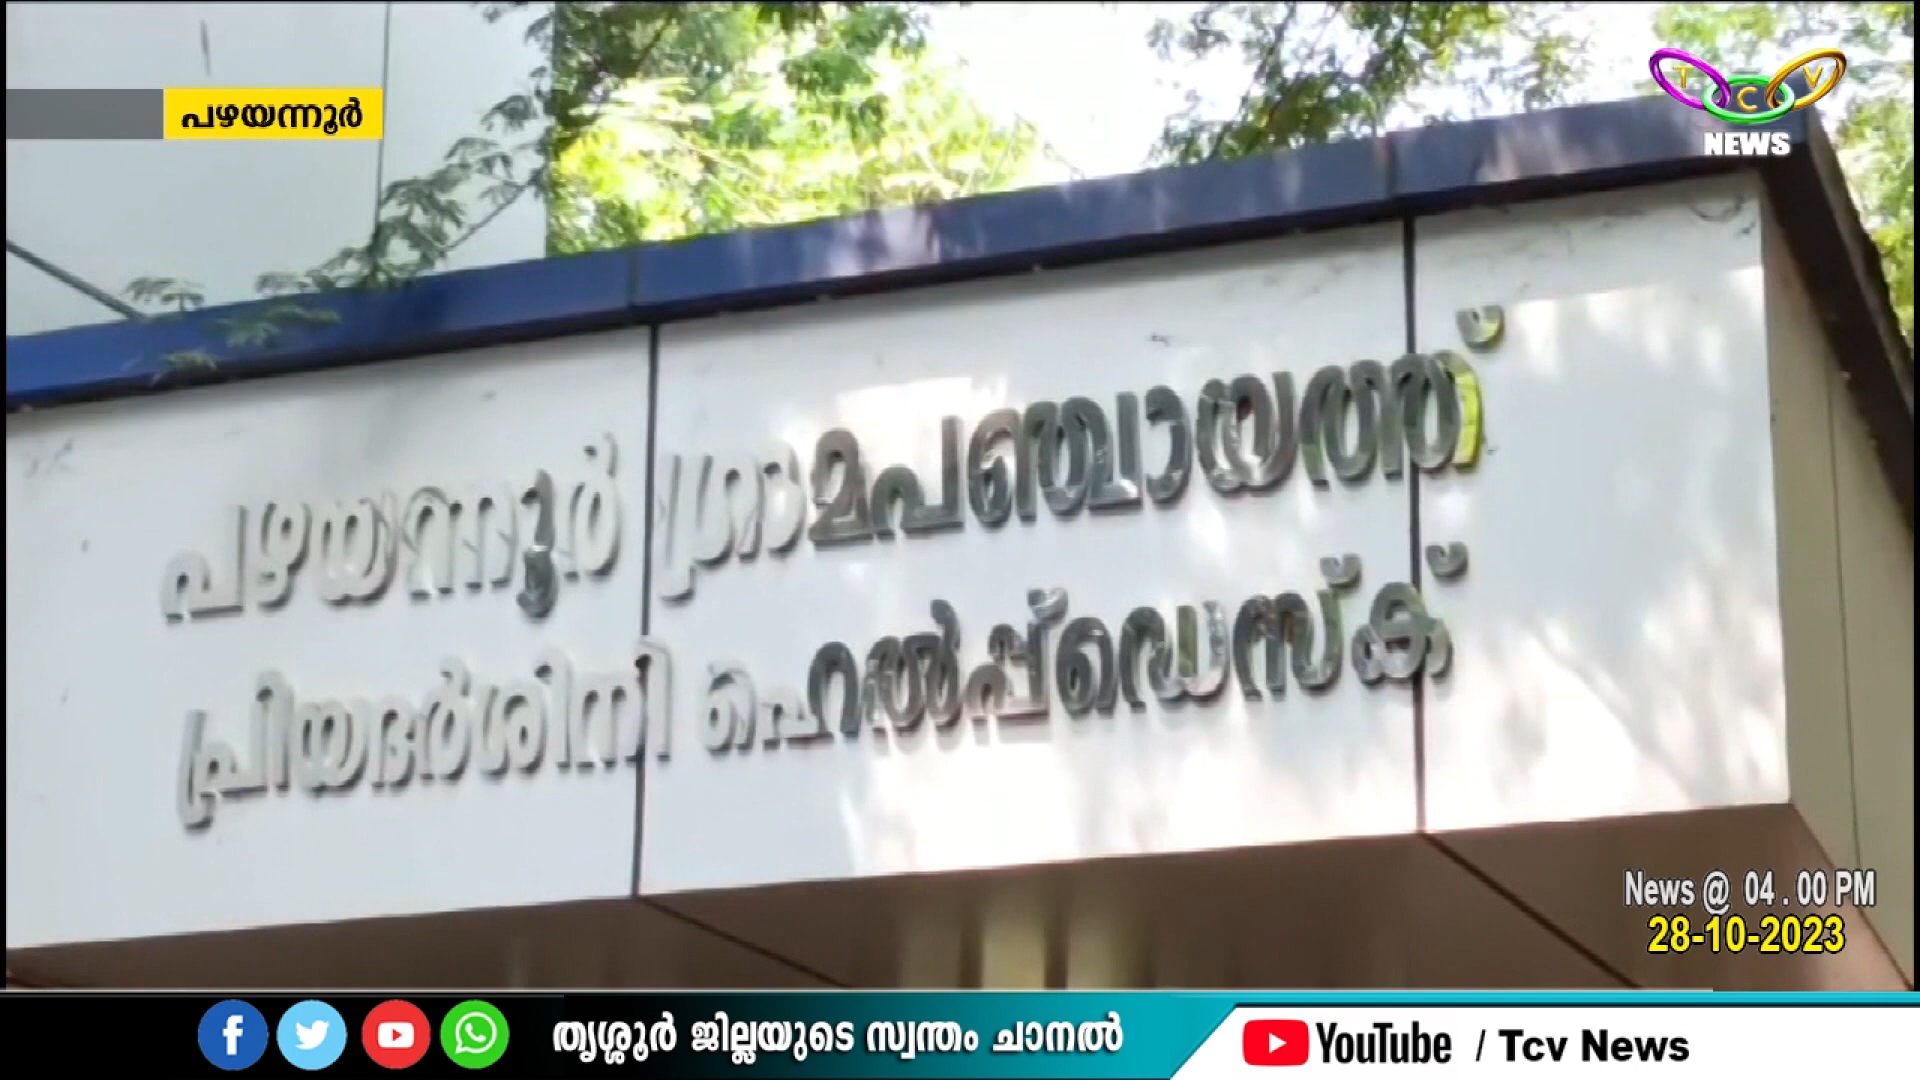 പഴയന്നൂർ
TCV
NEWS
പഴയന്നൂർ ഗ്രാമപഞ്ചായത്ത്
പ്രിയദർശിനി ഹെൽപ്പ്ഡെസ്ക്
News @ 04 . 00 PM
28-10-2023
തൃശ്ശൂർ ജില്ലയുടെ സ്വന്തം ചാനൽ
YouTube / Tcv News